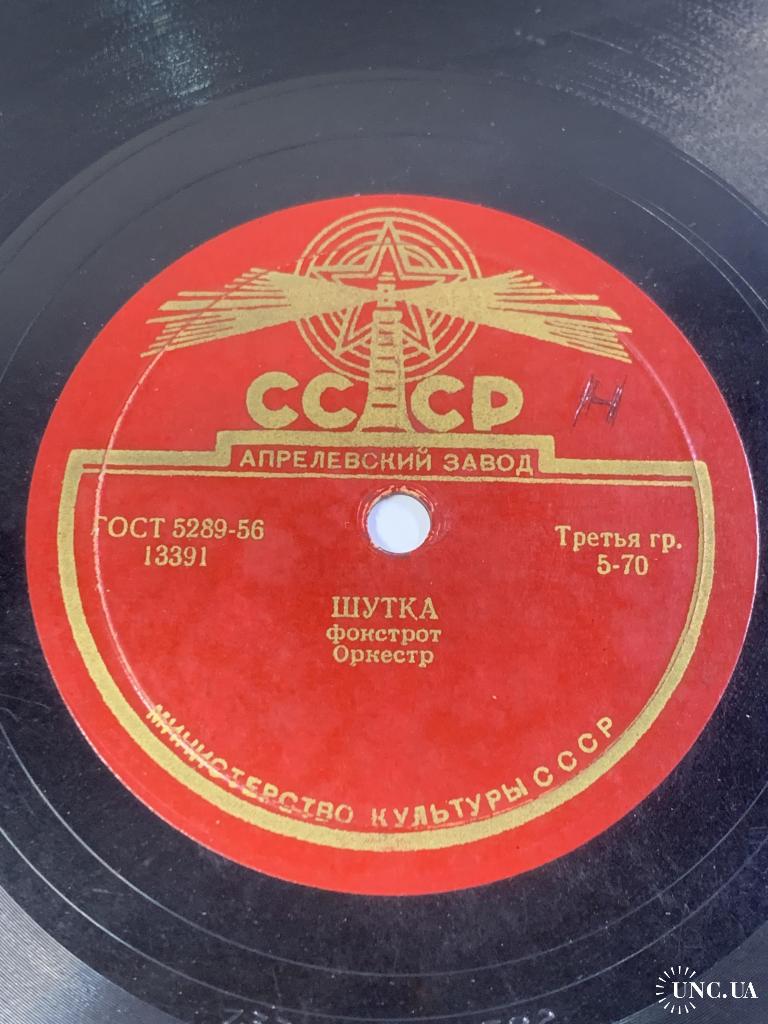 СССР
Н
АПРЕЛЕВСКИЙ ЗАВОД
ГОСТ 5289-56
13391
Третья гр.
5-70
ШУТКА
фокстрот
Оркестр
МИНИСТЕРСТВО КУЛЬТУРЫ СССР
UNC.UA